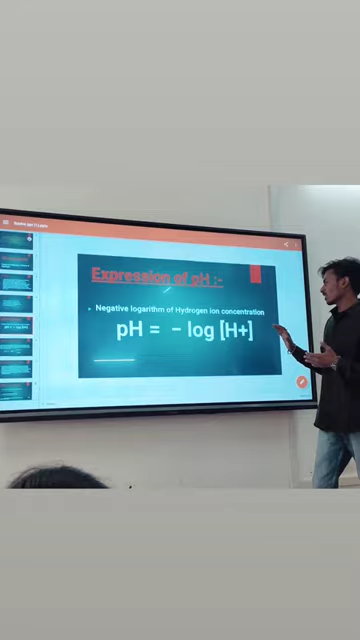 Expression of pH :-
Negative logarithm of Hydrogen ion concentration
pH = − log [H+]